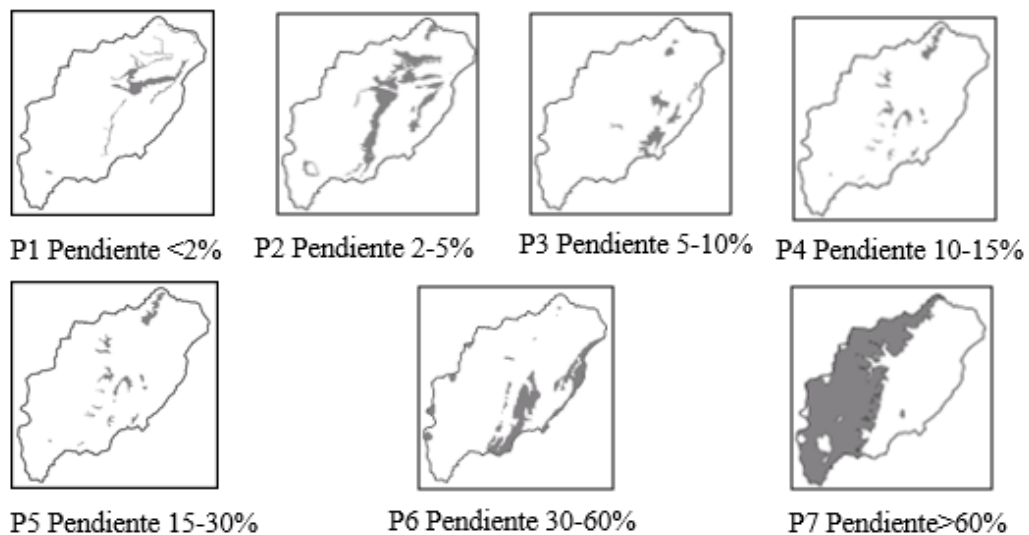 P1 Pendiente <2%
P2 Pendiente 2-5%
P3 Pendiente 5-10%
P4 Pendiente 10-15%
P5 Pendiente 15-30%
P6 Pendiente 30-60%
P7 Pendiente>60%